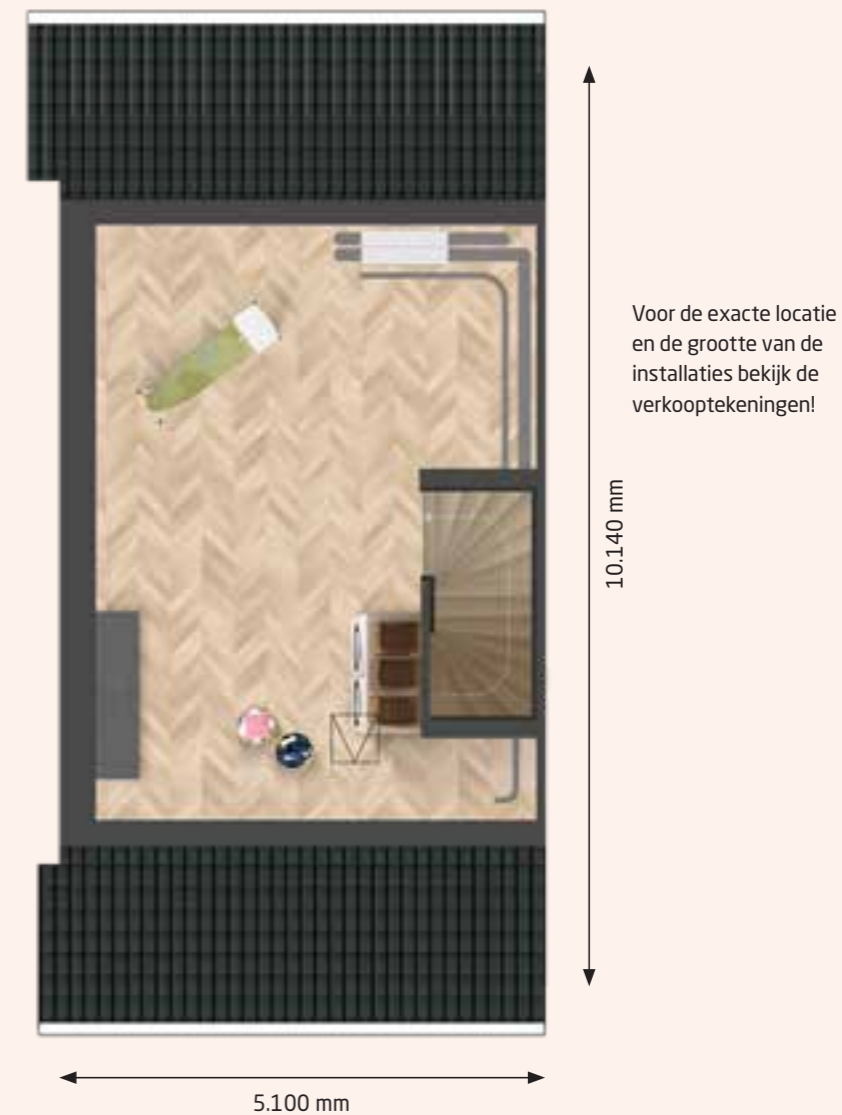 Voor de exacte locatie
en de grootte van de
installaties bekijk de
verkooptekeningen!
10.140 mm
5.100 mm